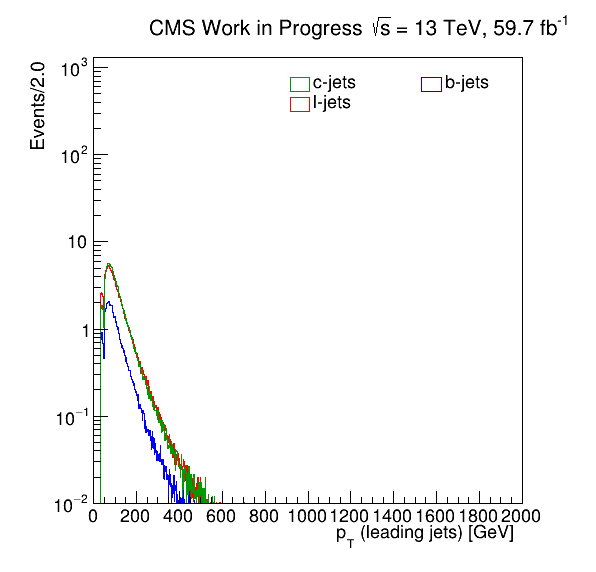 CMS Work in Progress √s = 13 TeV, 59.7 fb⁻¹
Events/2.0
c-jets
b-jets
l-jets
10³
10²
10
1
10⁻¹
10⁻²
0 200 400 600 800 1000 1200 1400 1600 1800 2000
p_T (leading jets) [GeV]